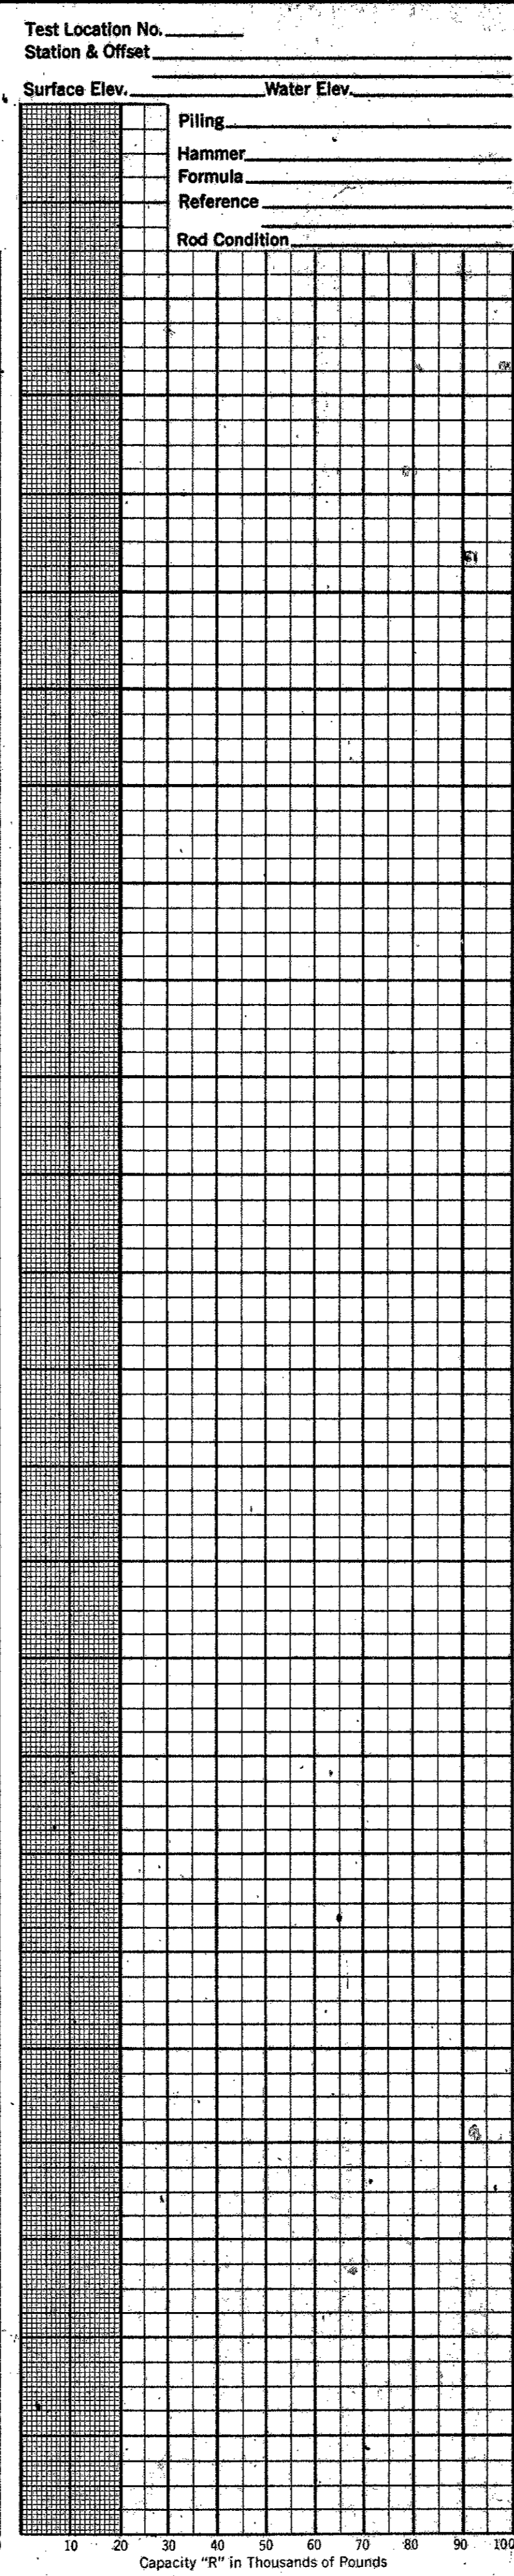 Test Location No.
Station & Offset
Surface Elev. Water Elev.
Piling
Hammer
Formula
Reference
Rod Condition
10 20 30 40 50 60 70 80 90 100
Capacity "R" in Thousands of Pounds